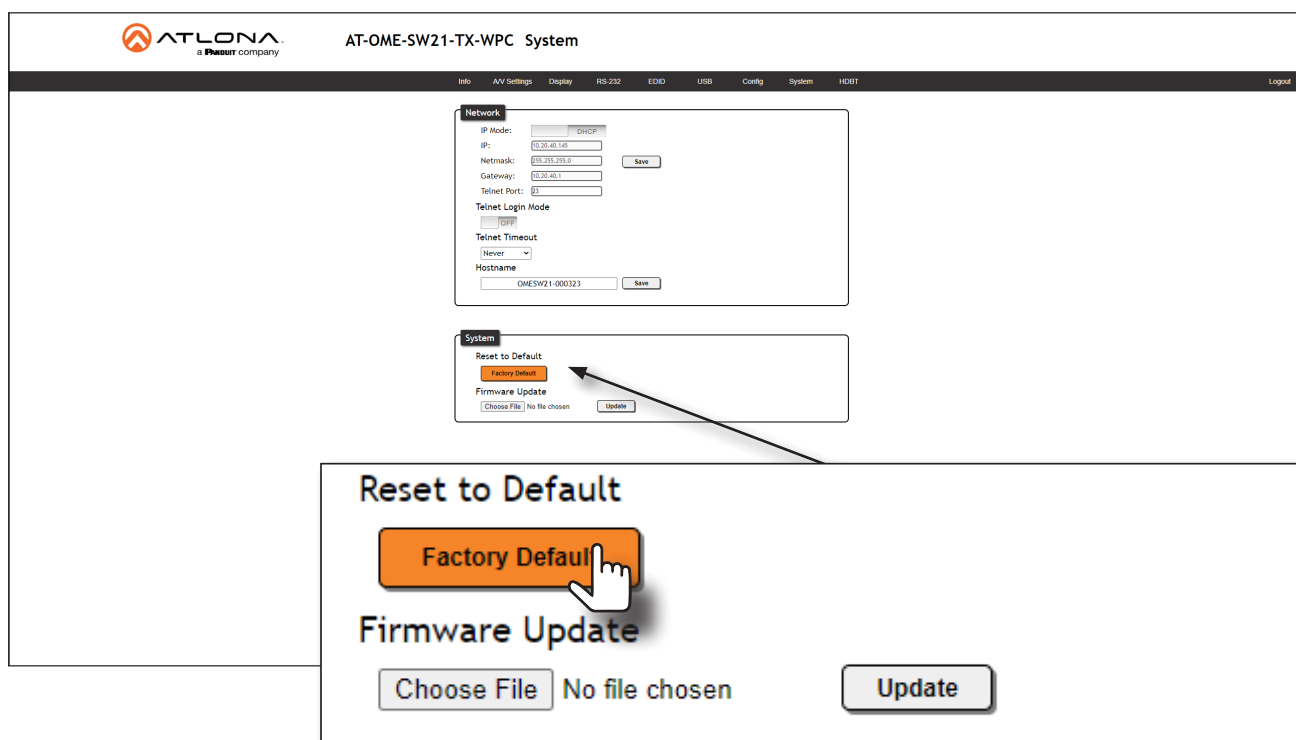 ATLONA.
a PANDUIT company
AT-OME-SW21-TX-WPC System
Info A/V Settings Display RS-232 EDID USB Config System HDBT Logout
Network
IP Mode: DHCP
IP: 10.20.40.145
Netmask: 255.255.255.0 Save
Gateway: 10.20.40.1
Telnet Port: 23
Telnet Login Mode
OFF
Telnet Timeout
Never
Hostname
OMESW21-000323 Save
System
Reset to Default
Factory Default
Firmware Update
Choose File No file chosen Update
Reset to Default
Factory Default
Firmware Update
Choose File No file chosen Update